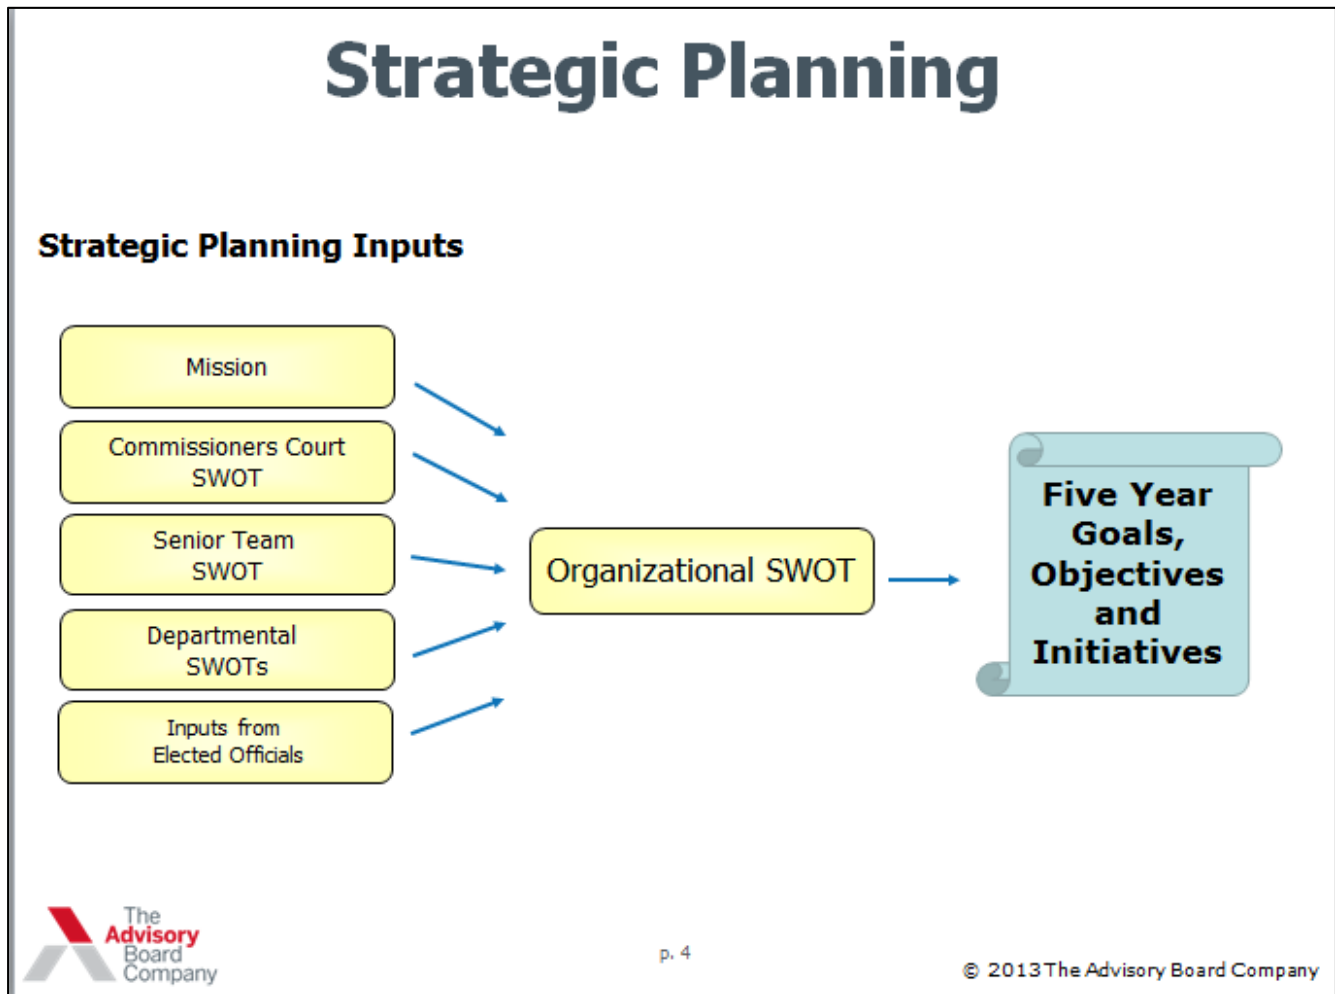 Strategic Planning
Strategic Planning Inputs
Mission
Commissioners Court
SWOT
Senior Team
SWOT
Departmental
SWOTs
Inputs from
Elected Officials
Organizational SWOT
Five Year
Goals,
Objectives
and
Initiatives
The
Advisory
Board
Company
p. 4
© 2013 The Advisory Board Company